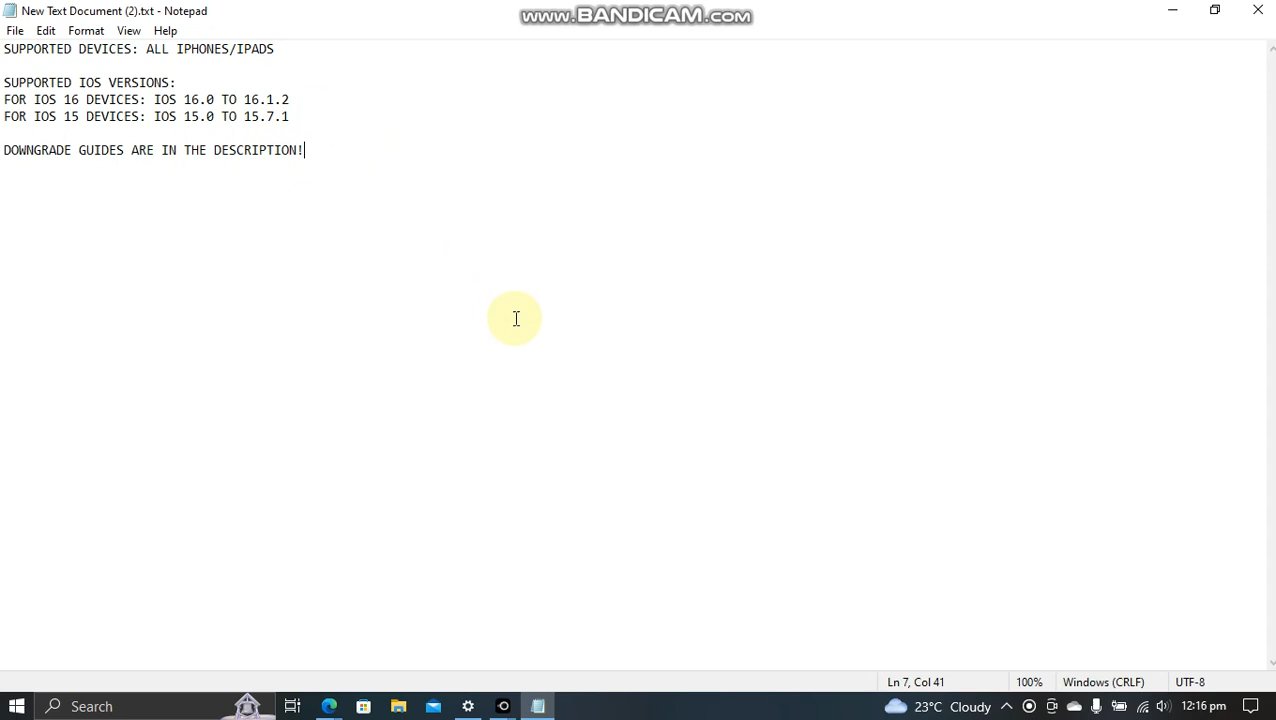 New Text Document (2).txt - Notepad
www.BANDICAM.com
File Edit Format View Help
SUPPORTED DEVICES: ALL IPHONES/IPADS
SUPPORTED IOS VERSIONS:
FOR IOS 16 DEVICES: IOS 16.0 TO 16.1.2
FOR IOS 15 DEVICES: IOS 15.0 TO 15.7.1
DOWNGRADE GUIDES ARE IN THE DESCRIPTION!
Ln 7, Col 41 100% Windows (CRLF) UTF-8
Search 23°C Cloudy 12:16 pm